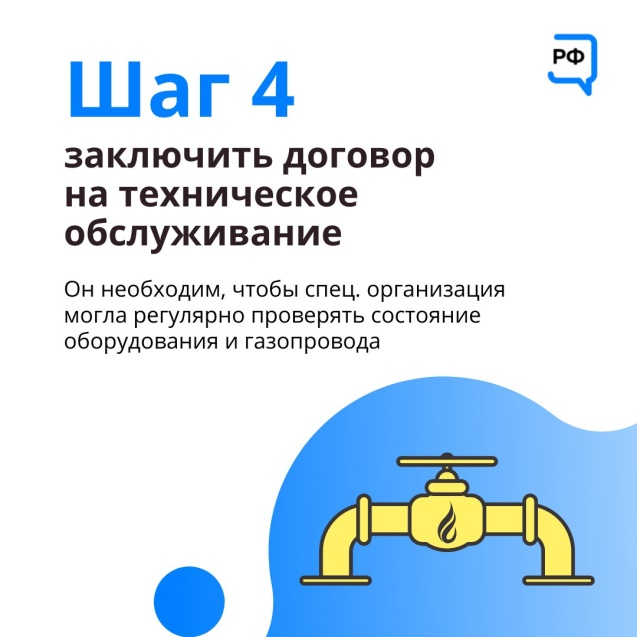 РФ
Шаг 4
заключить договор
на техническое
обслуживание
Он необходим, чтобы спец. организация
могла регулярно проверять состояние
оборудования и газопровода